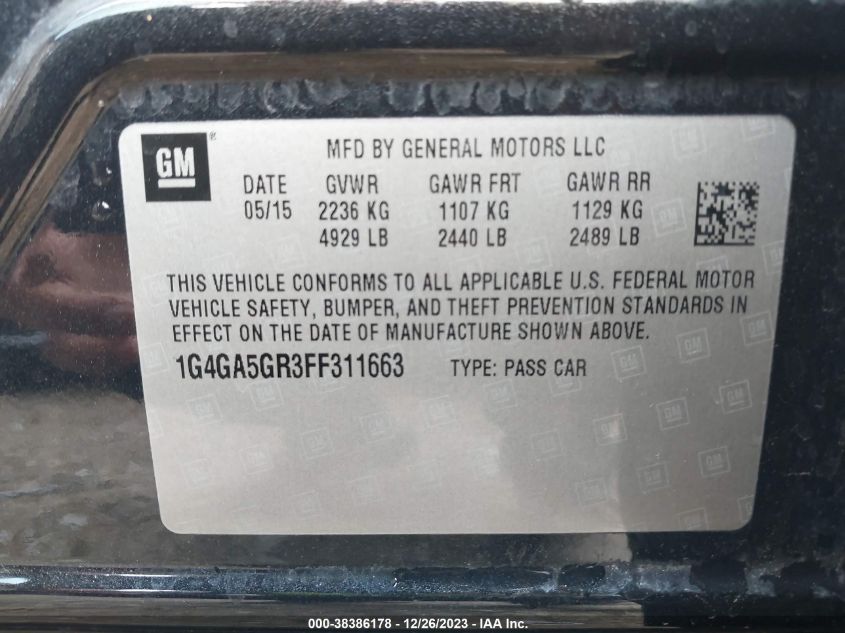 GM ®
MFD BY GENERAL MOTORS LLC
DATE GVWR GAWR FRT GAWR RR
05/15 2236 KG 1107 KG 1129 KG
4929 LB 2440 LB 2489 LB
THIS VEHICLE CONFORMS TO ALL APPLICABLE U.S. FEDERAL MOTOR
VEHICLE SAFETY, BUMPER, AND THEFT PREVENTION STANDARDS IN
EFFECT ON THE DATE OF MANUFACTURE SHOWN ABOVE.
1G4GA5GR3FF311663 TYPE: PASS CAR
000-38386178 - 12/26/2023 - IAA Inc.